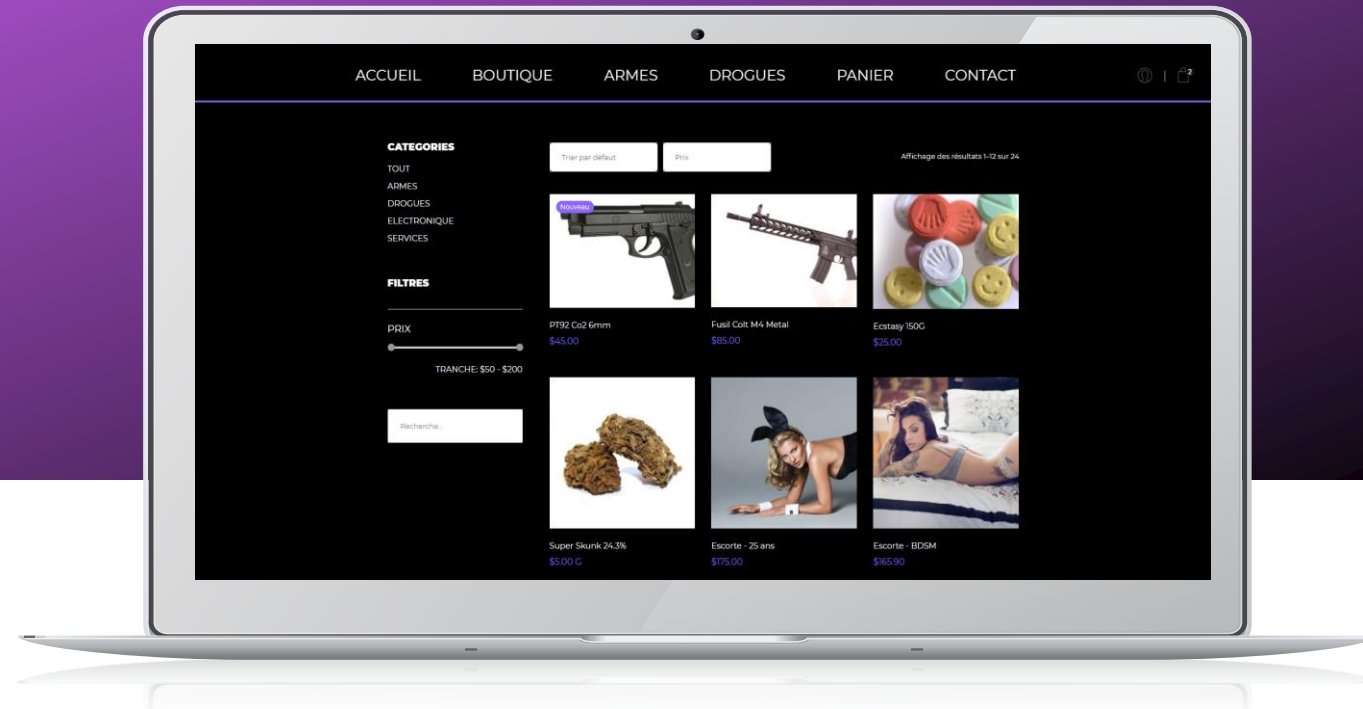 ACCUEIL BOUTIQUE ARMES DROGUES PANIER CONTACT 2
CATEGORIES
TOUT
ARMES
DROGUES
ELECTRONIQUE
SERVICES
FILTRES
PRIX
TRANCHE: $50 - $200
Recherche..
Trier par défaut Prix Affichage des résultats 1–12 sur 24
Nouveau
PT92 Co2 6mm
$45.00
Fusil Colt M4 Metal
$85.00
Ecstasy 150G
$25.00
Super Skunk 24.3%
$5.00 G
Escorte - 25 ans
$175.00
Escorte - BDSM
$165.90